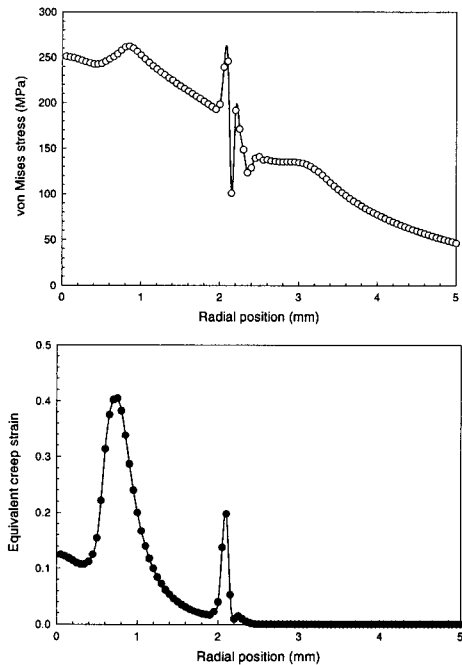 300
250
200
150
100
50
0
von Mises stress (MPa)
0 1 2 3 4 5
Radial position (mm)
0.5
0.4
0.3
0.2
0.1
0
Equivalent creep strain
0 1 2 3 4 5
Radial position (mm)